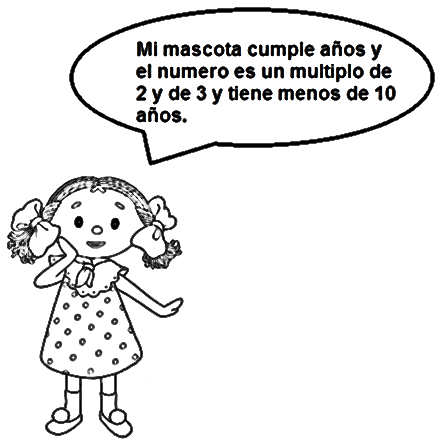 Mi mascota cumple años y
el numero es un multiplo de
2 y de 3 y tiene menos de 10
años.